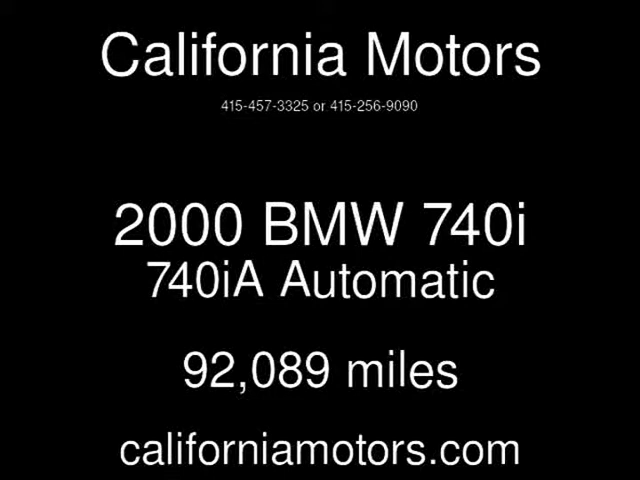 California Motors
415-457-3325 or 415-256-9090
2000 BMW 740i
740iA Automatic
92,089 miles
californiamotors.com